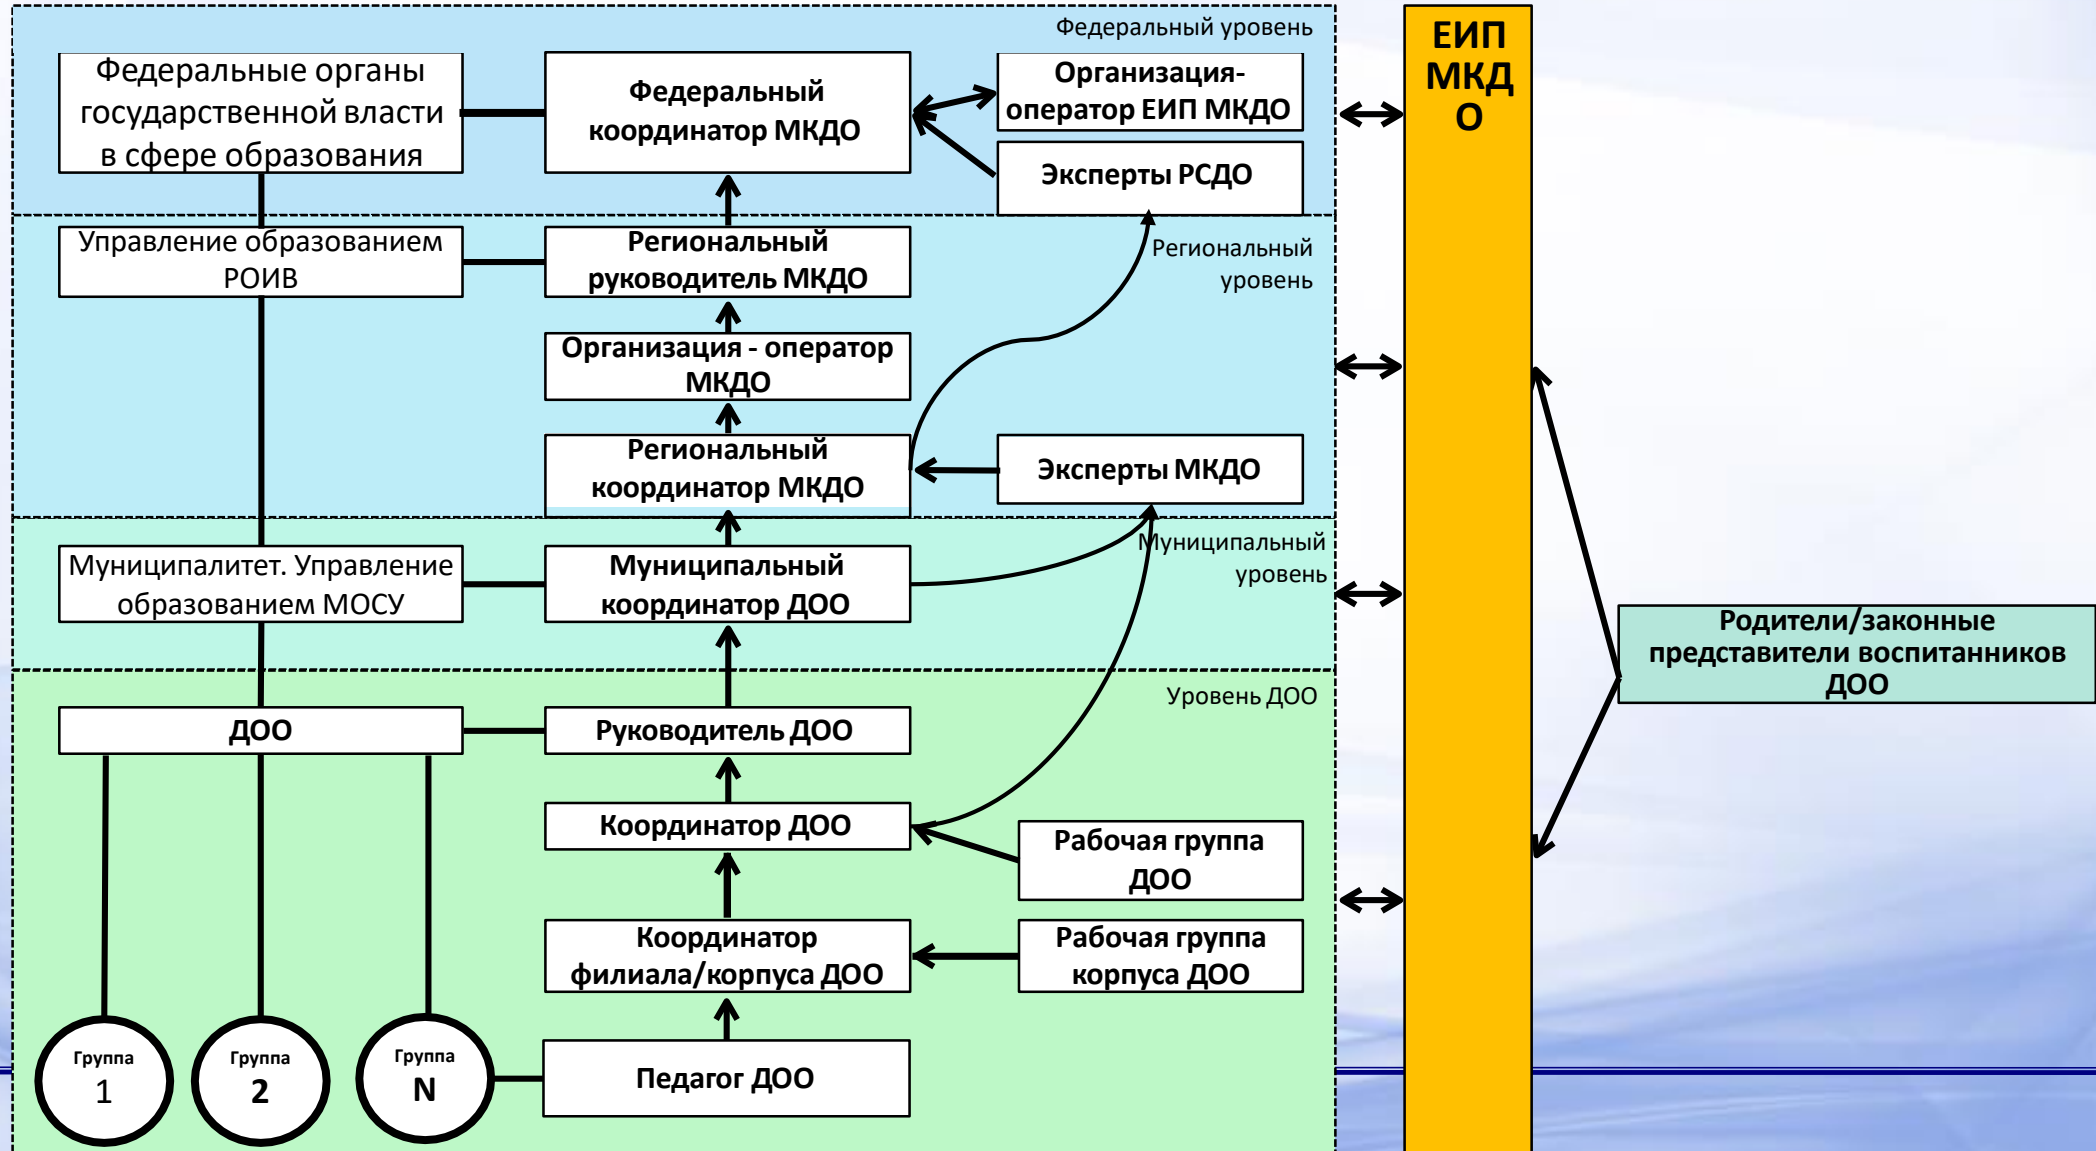 Федеральный уровень
Федеральные органы
государственной власти
в сфере образования
Федеральный
координатор МКДО
Организация-
оператор ЕИП МКДО
Эксперты РСДО
ЕИП
МКД
О
Региональный
уровень
Управление образованием
РОИВ
Региональный
руководитель МКДО
Организация - оператор
МКДО
Региональный
координатор МКДО
Эксперты МКДО
Муниципальный
уровень
Муниципалитет. Управление
образованием МОСУ
Муниципальный
координатор ДОО
Родители/законные
представители воспитанников
ДОО
Уровень ДОО
ДОО
Руководитель ДОО
Координатор ДОО
Рабочая группа
ДОО
Координатор
филиала/корпуса ДОО
Рабочая группа
корпуса ДОО
Группа
1
Группа
2
Группа
N
Педагог ДОО